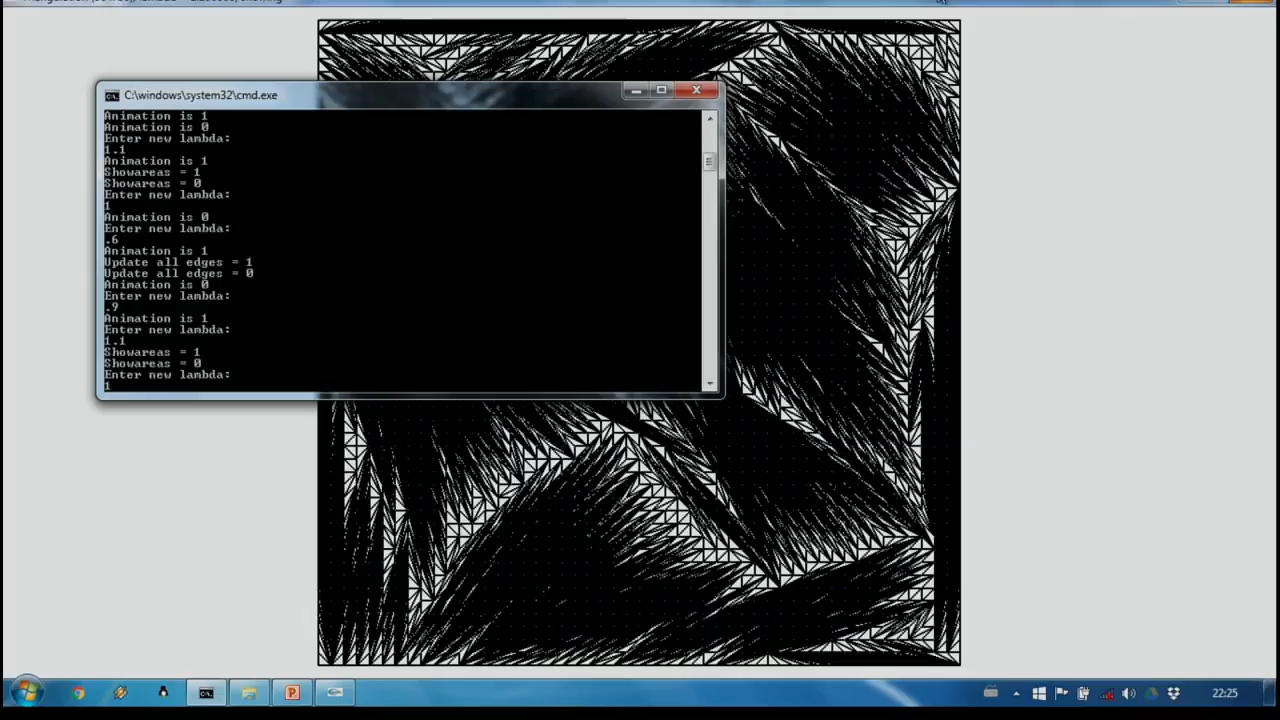 C:\windows\system32\cmd.exe
Animation is 1
Animation is 0
Enter new lambda:
1.1
Animation is 1
Showareas = 1
Showareas = 0
Enter new lambda:
1
Animation is 0
Enter new lambda:
.6
Animation is 1
Update all edges = 1
Update all edges = 0
Animation is 0
Enter new lambda:
.9
Animation is 1
Enter new lambda:
1.1
Showareas = 1
Showareas = 0
Enter new lambda:
1
22:25